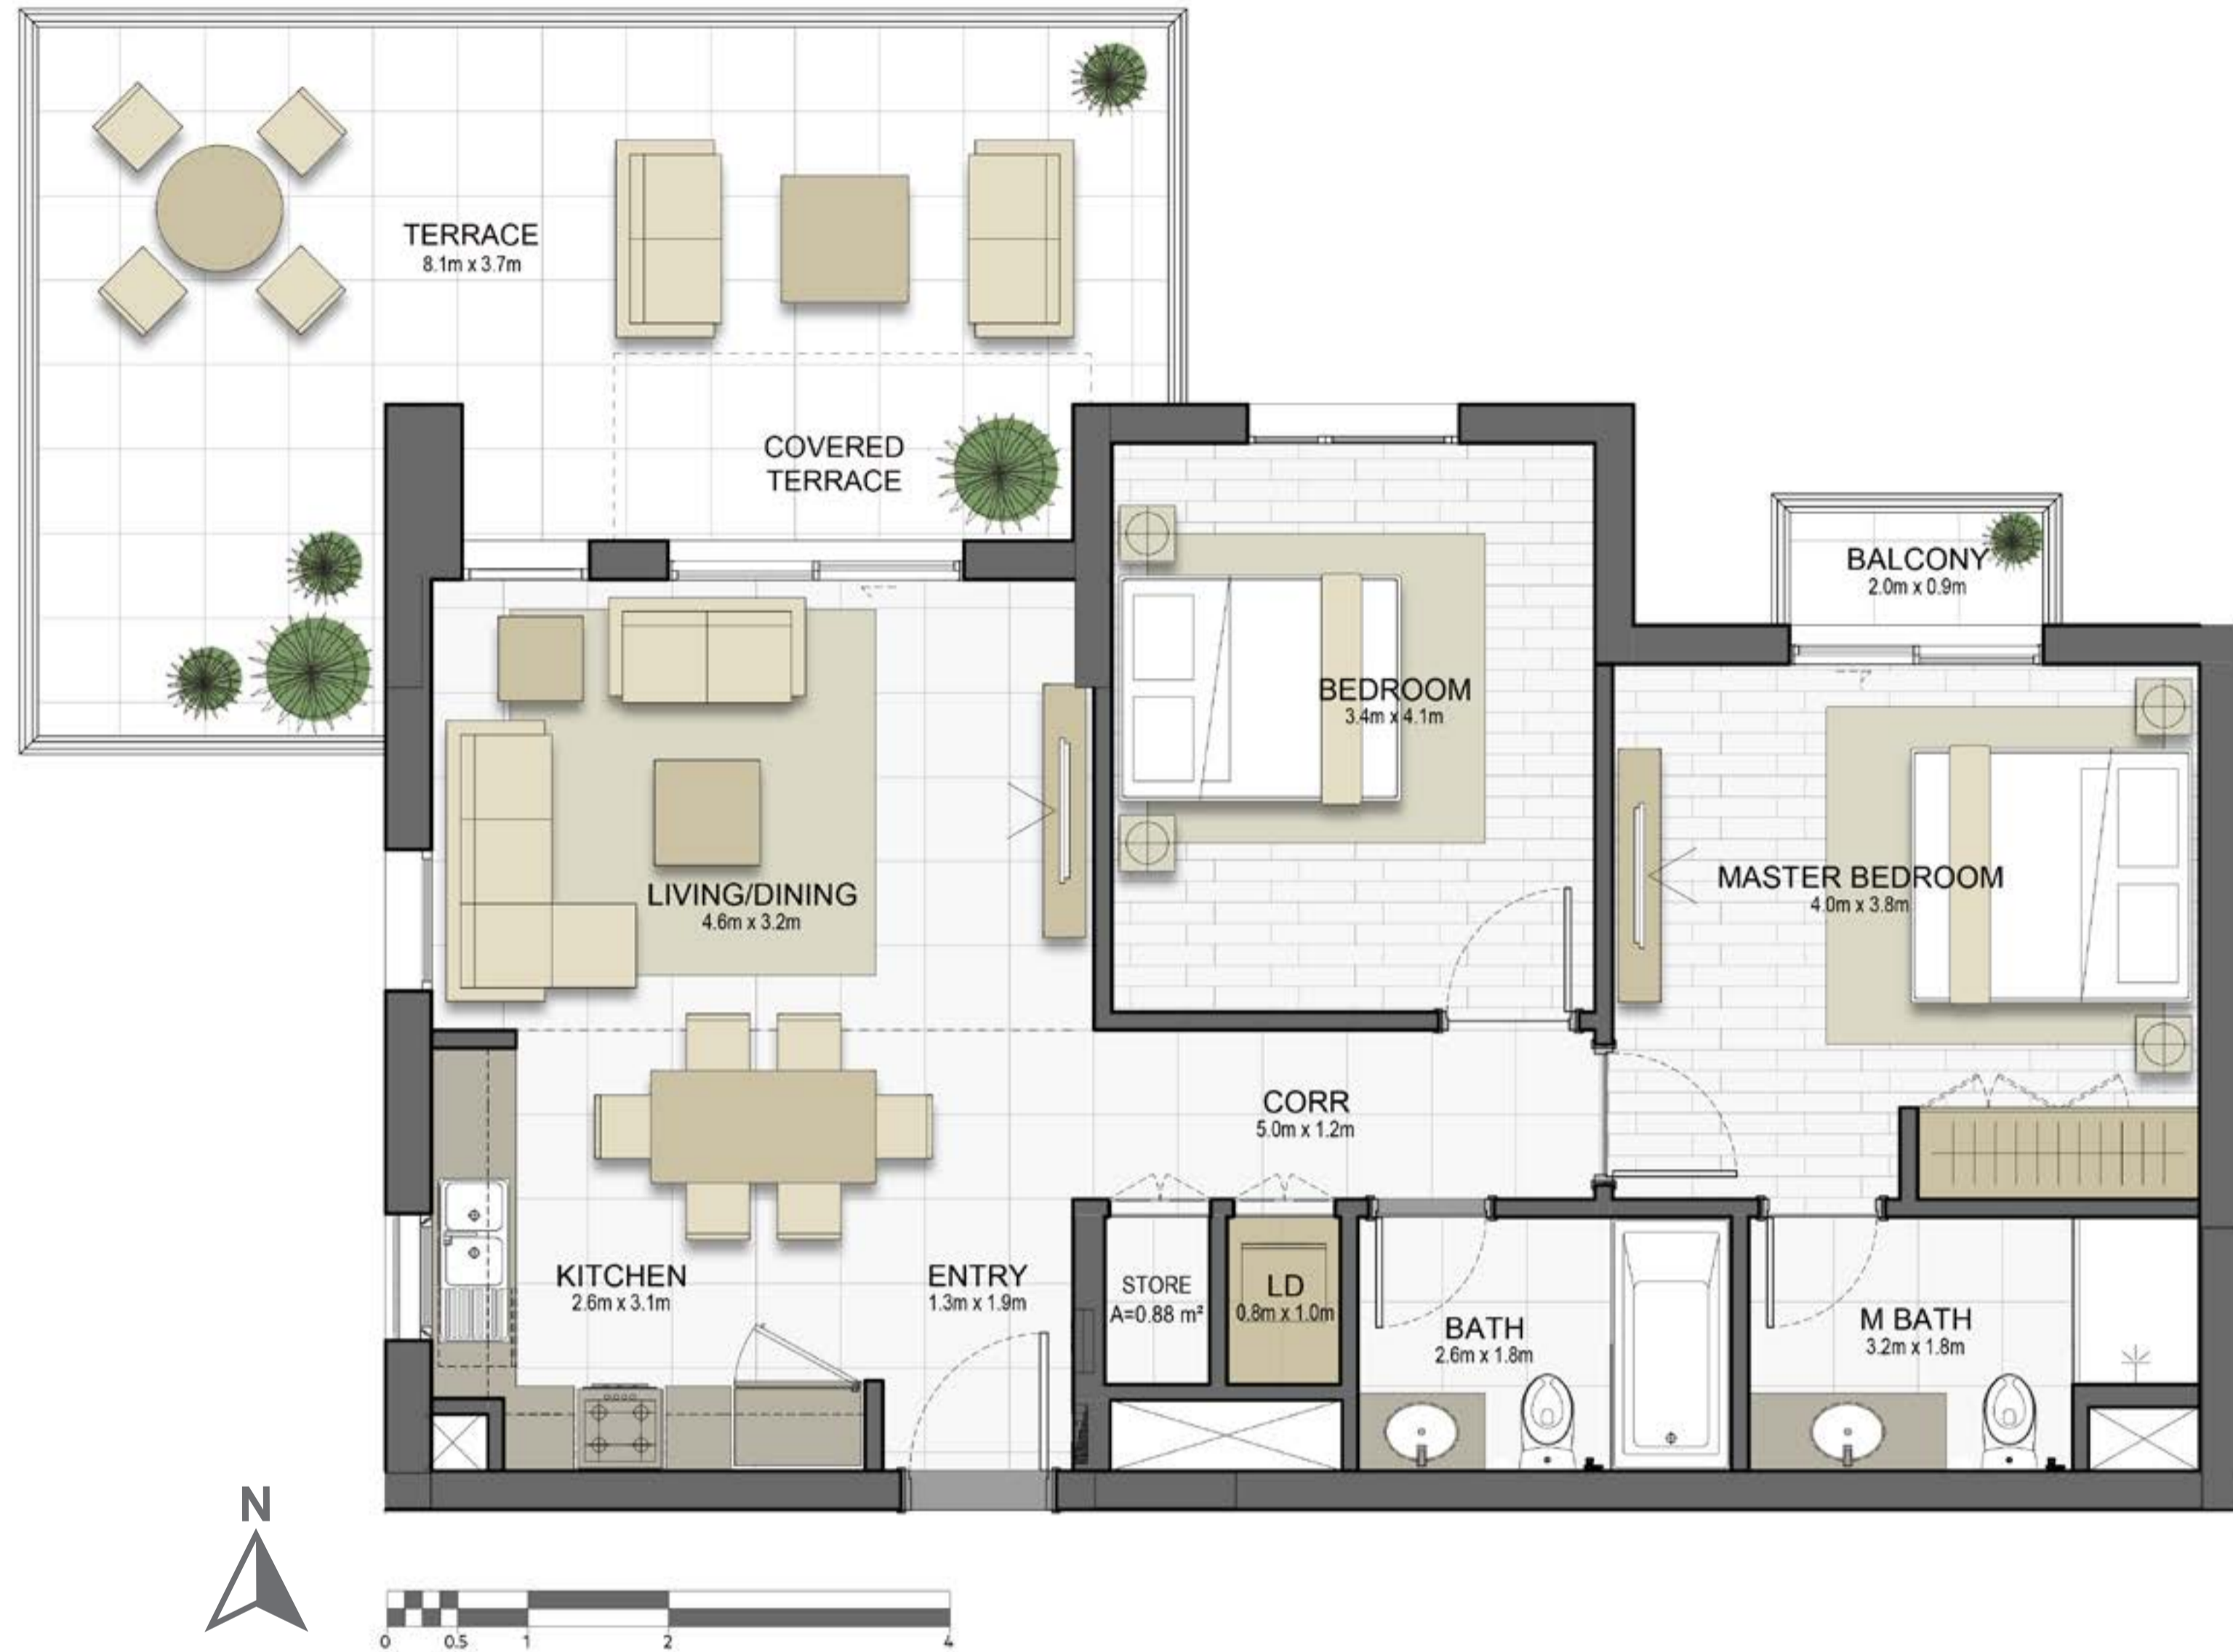 TERRACE
8.1m x 3.7m
COVERED
TERRACE
BALCONY
2.0m x 0.9m
BEDROOM
3.4m x 4.1m
MASTER BEDROOM
4.0m x 3.8m
LIVING/DINING
4.6m x 3.2m
CORR
5.0m x 1.2m
KITCHEN
2.6m x 3.1m
ENTRY
1.3m x 1.9m
STORE
A=0.88 m²
LD
0.8m x 1.0m
BATH
2.6m x 1.8m
M BATH
3.2m x 1.8m
N
0 0.5 1 2 4